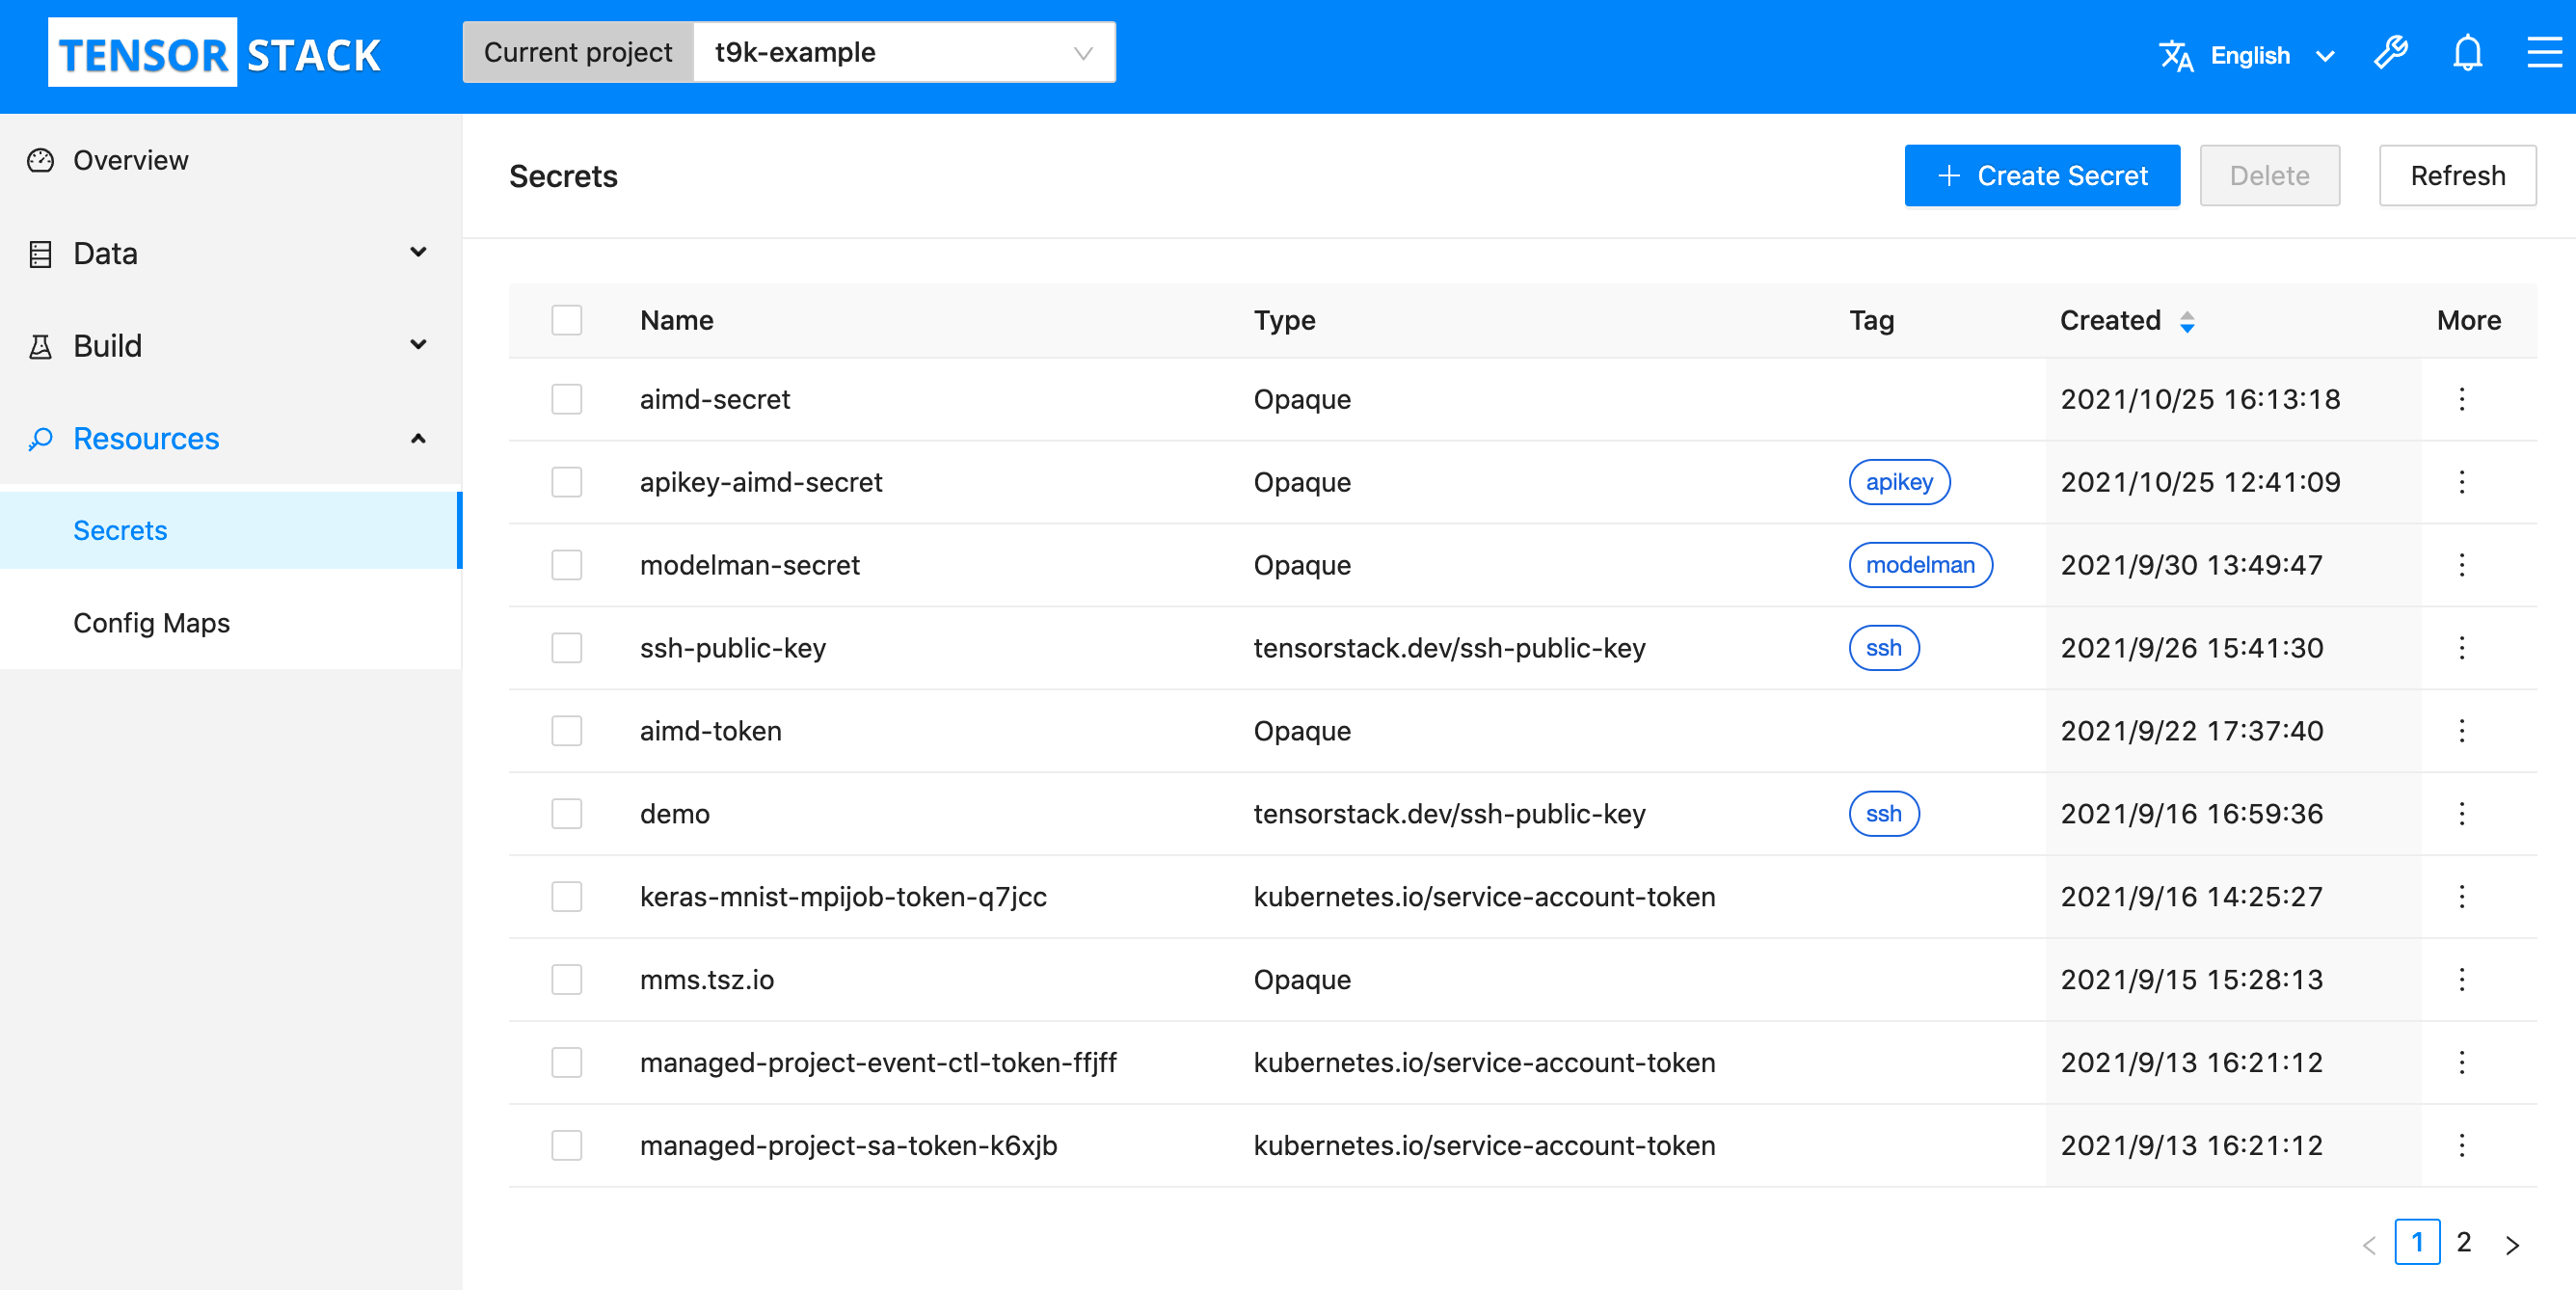 TENSOR STACK Current project t9k-example English
Overview
Data
Build
Resources
Secrets
Config Maps
Secrets + Create Secret Delete Refresh
Name Type Tag Created More
aimd-secret Opaque 2021/10/25 16:13:18
apikey-aimd-secret Opaque apikey 2021/10/25 12:41:09
modelman-secret Opaque modelman 2021/9/30 13:49:47
ssh-public-key tensorstack.dev/ssh-public-key ssh 2021/9/26 15:41:30
aimd-token Opaque 2021/9/22 17:37:40
demo tensorstack.dev/ssh-public-key ssh 2021/9/16 16:59:36
keras-mnist-mpijob-token-q7jcc kubernetes.io/service-account-token 2021/9/16 14:25:27
mms.tsz.io Opaque 2021/9/15 15:28:13
managed-project-event-ctl-token-ffjff kubernetes.io/service-account-token 2021/9/13 16:21:12
managed-project-sa-token-k6xjb kubernetes.io/service-account-token 2021/9/13 16:21:12
< 1 2 >